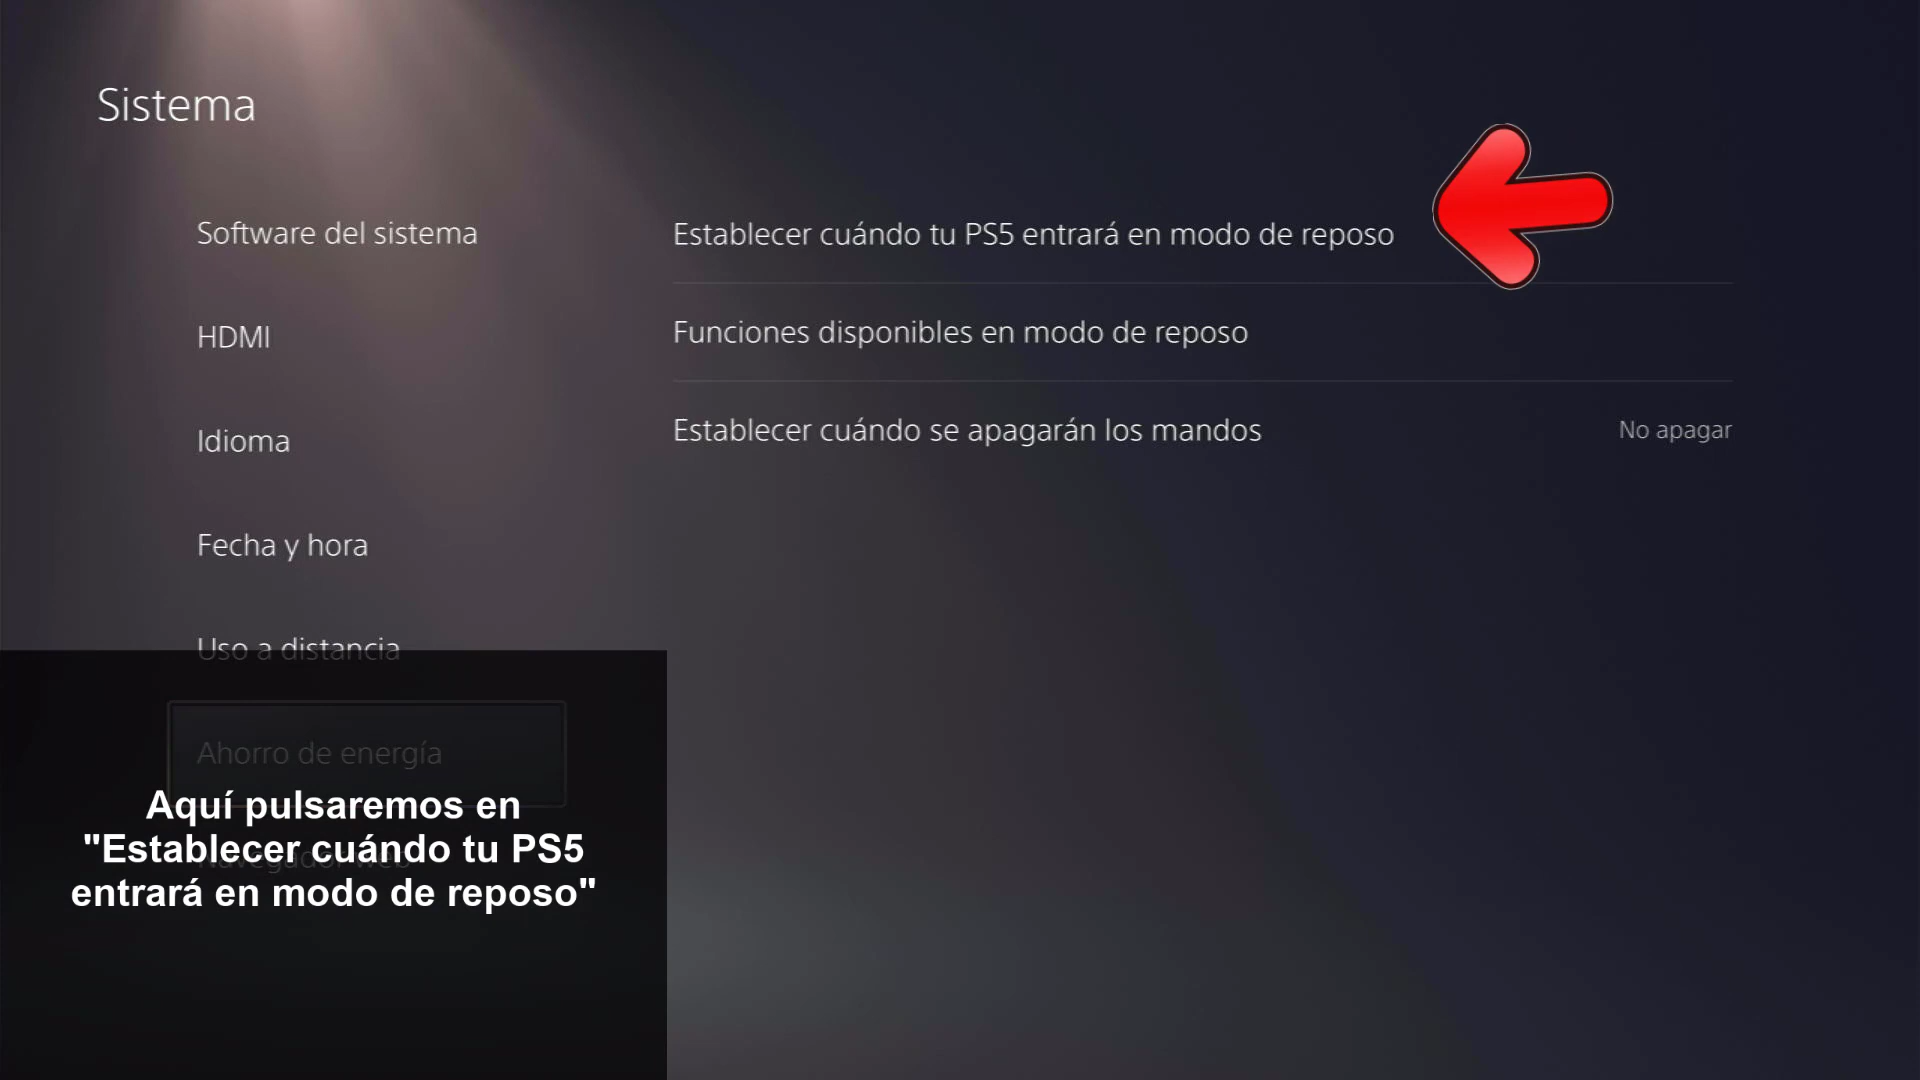 Sistema
Software del sistema
HDMI
Idioma
Fecha y hora
Uso a distancia
Ahorro de energía
Navegador web
Establecer cuándo tu PS5 entrará en modo de reposo
Funciones disponibles en modo de reposo
Establecer cuándo se apagarán los mandos No apagar
Aquí pulsaremos en
"Establecer cuándo tu PS5
entrará en modo de reposo"